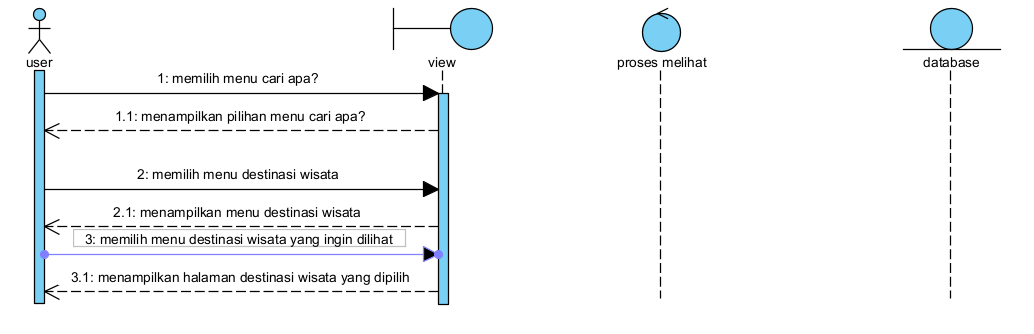 user
view
proses melihat
database
1: memilih menu cari apa?
1.1: menampilkan pilihan menu cari apa?
2: memilih menu destinasi wisata
2.1: menampilkan menu destinasi wisata
3: memilih menu destinasi wisata yang ingin dilihat
3.1: menampilkan halaman destinasi wisata yang dipilih